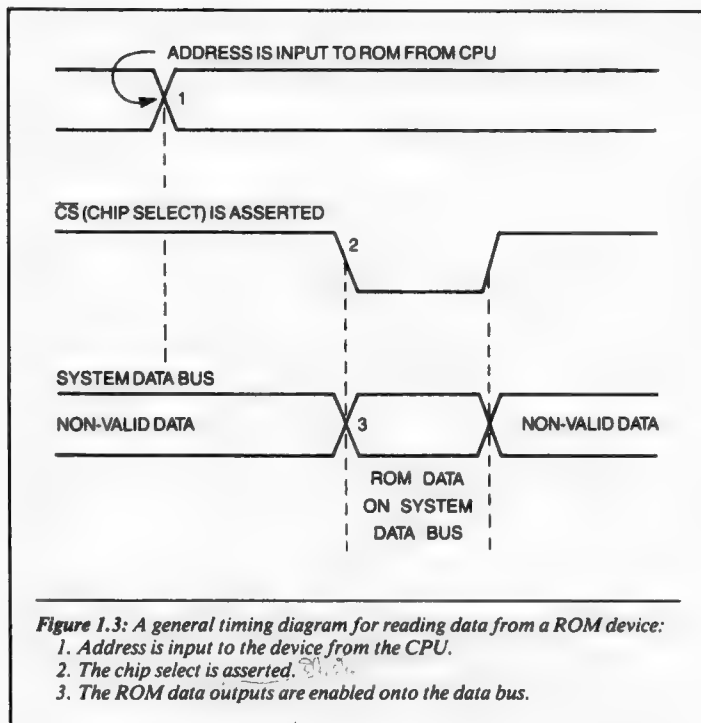 ADDRESS IS INPUT TO ROM FROM CPU
1
C̅S̅ (CHIP SELECT) IS ASSERTED
2
SYSTEM DATA BUS
NON-VALID DATA
3
NON-VALID DATA
ROM DATA
ON SYSTEM
DATA BUS
Figure 1.3: A general timing diagram for reading data from a ROM device:
1. Address is input to the device from the CPU.
2. The chip select is asserted.
3. The ROM data outputs are enabled onto the data bus.